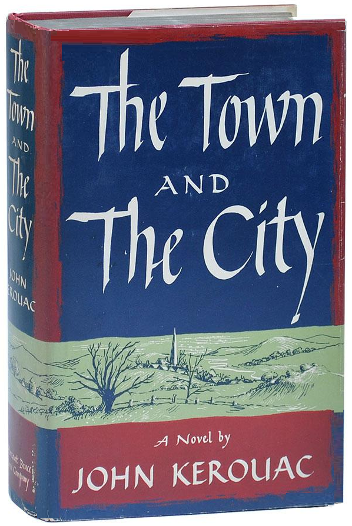 The
Town
AND
The
City
JOHN
KEROUAC
The Town
AND
The City
A Novel by
JOHN KEROUAC